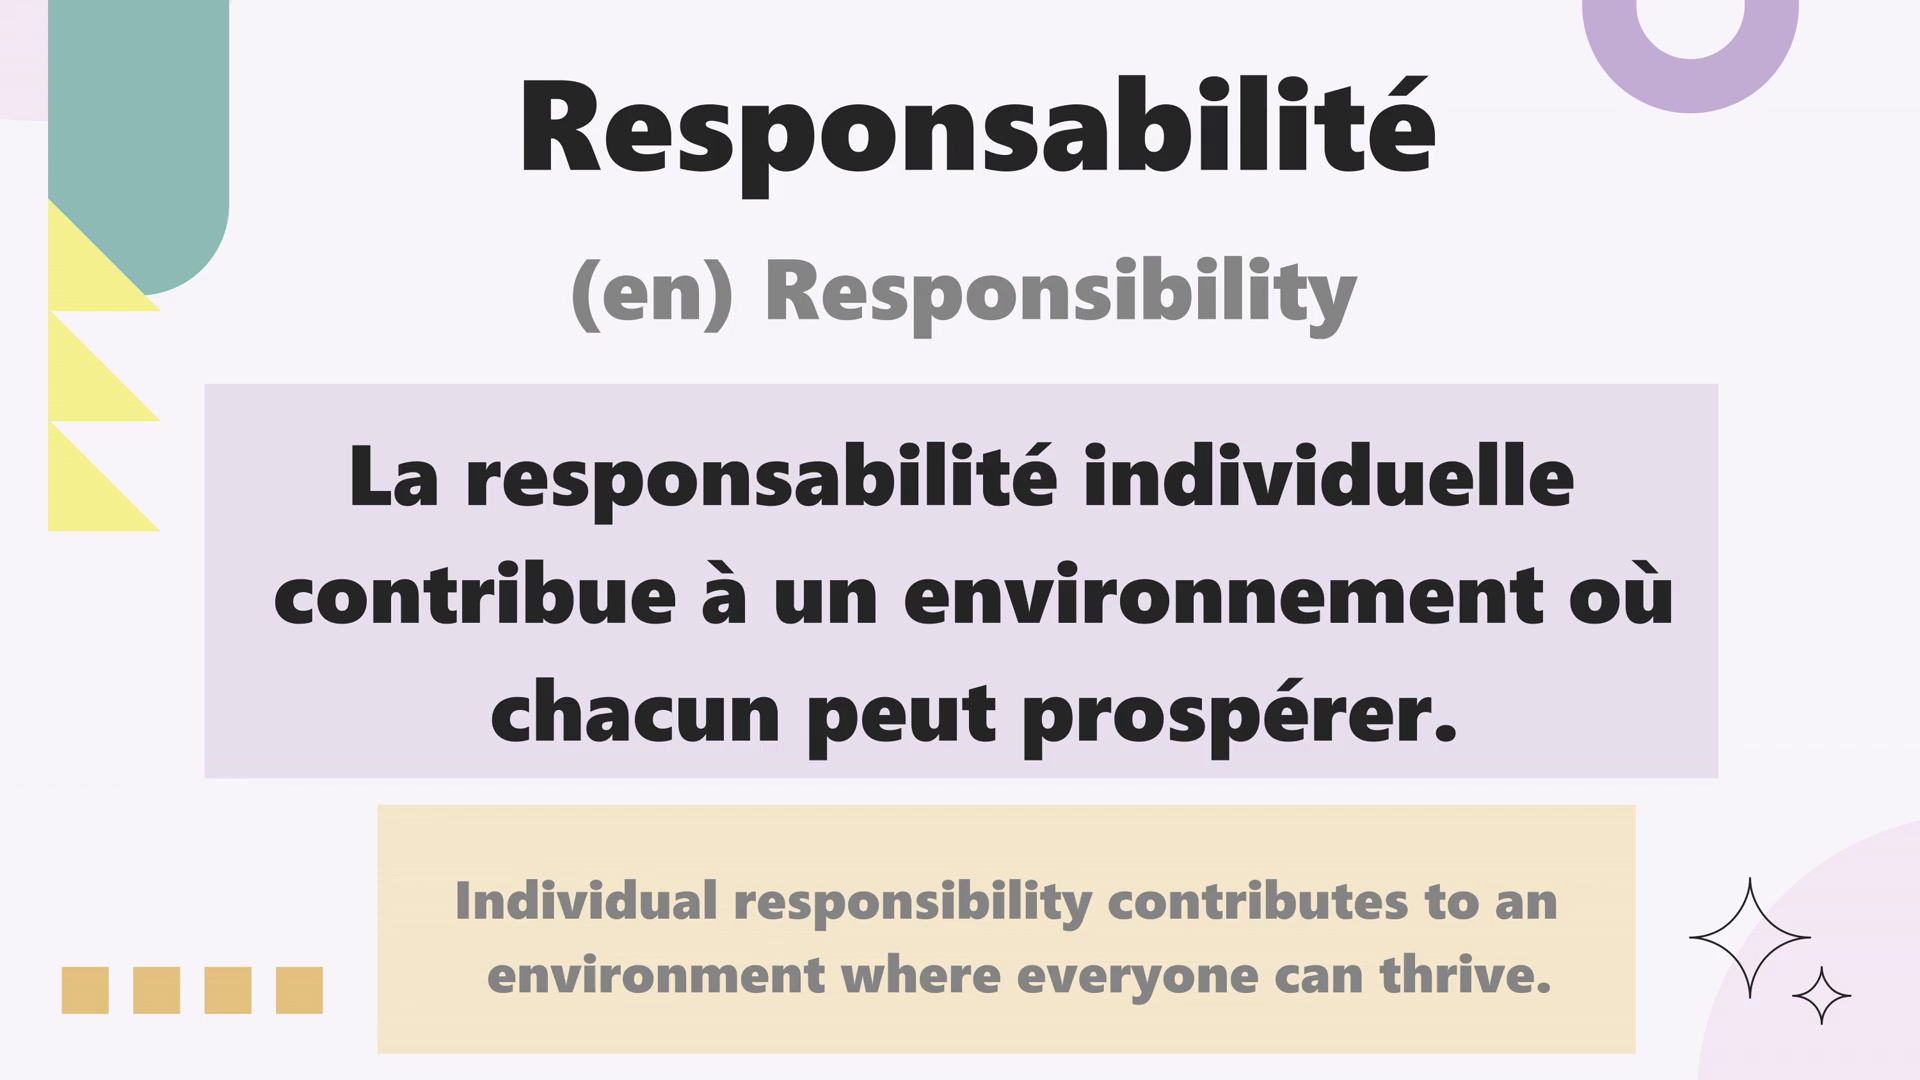 Responsabilité
(en) Responsibility
La responsabilité individuelle
contribue à un environnement où
chacun peut prospérer.
Individual responsibility contributes to an
environment where everyone can thrive.